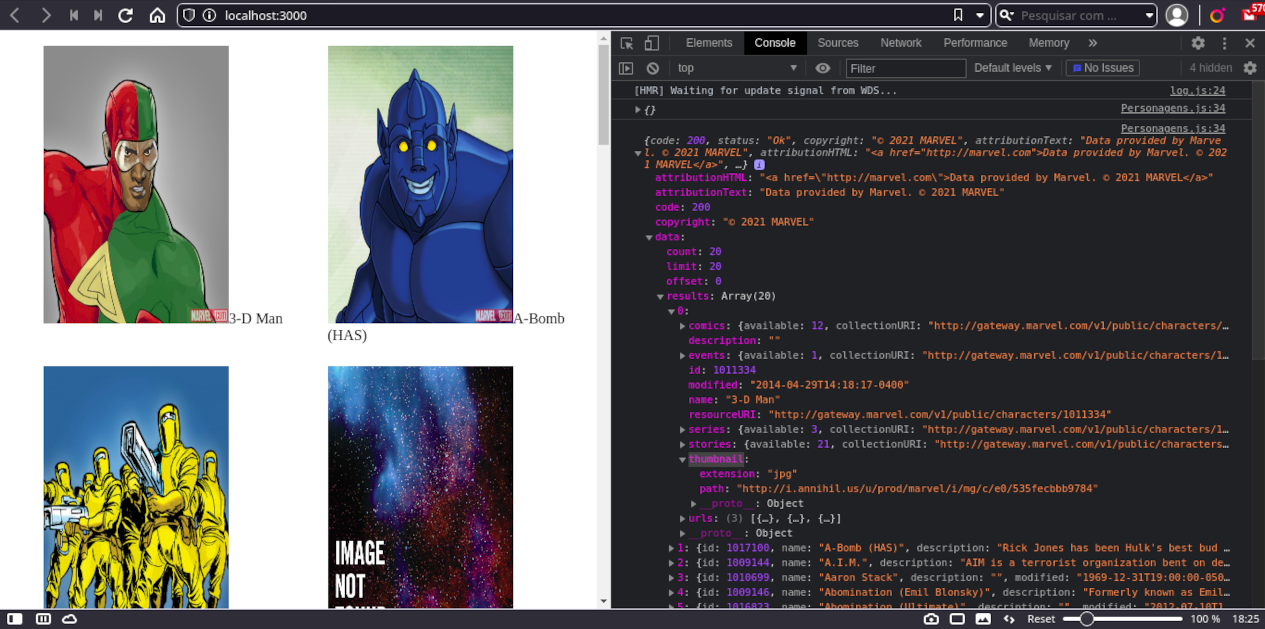 localhost:3000
Pesquisar com ...
570
Elements Console Sources Network Performance Memory »
top
Filter
Default levels ▼
No Issues
4 hidden
[HMR] Waiting for update signal from WDS... log.js:24
{} Personagens.js:34
Personagens.js:34
{code: 200, status: "Ok", copyright: "© 2021 MARVEL", attributionText: "Data provided by Marve
l. © 2021 MARVEL", attributionHTML: "<a href="http://marvel.com">Data provided by Marvel. © 202
1 MARVEL</a>", …} i
attributionHTML: "<a href=\"http://marvel.com\">Data provided by Marvel. © 2021 MARVEL</a>"
attributionText: "Data provided by Marvel. © 2021 MARVEL"
code: 200
copyright: "© 2021 MARVEL"
data:
count: 20
limit: 20
offset: 0
results: Array(20)
0:
comics: {available: 12, collectionURI: "http://gateway.marvel.com/v1/public/characters/…
description: ""
events: {available: 1, collectionURI: "http://gateway.marvel.com/v1/public/characters/1…
id: 1011334
modified: "2014-04-29T14:18:17-0400"
name: "3-D Man"
resourceURI: "http://gateway.marvel.com/v1/public/characters/1011334"
series: {available: 3, collectionURI: "http://gateway.marvel.com/v1/public/characters/1…
stories: {available: 21, collectionURI: "http://gateway.marvel.com/v1/public/characters…
thumbnail:
extension: "jpg"
path: "http://i.annihil.us/u/prod/marvel/i/mg/c/e0/535fecbbb9784"
__proto__: Object
urls: (3) [{…}, {…}, {…}]
__proto__: Object
1: {id: 1017100, name: "A-Bomb (HAS)", description: "Rick Jones has been Hulk's best bud …
2: {id: 1009144, name: "A.I.M.", description: "AIM is a terrorist organization bent on de…
3: {id: 1010699, name: "Aaron Stack", description: "", modified: "1969-12-31T19:00:00-050…
4: {id: 1009146, name: "Abomination (Emil Blonsky)", description: "Formerly known as Emil…
5: {id: 1016823, name: "Abomination (Ultimate)", description: "", modified: "2012-07-10T1…
MARVEL.COM
3-D Man
MARVEL.COM
A-Bomb
(HAS)
IMAGE
NOT
FOUND
Reset
100 %
18:25